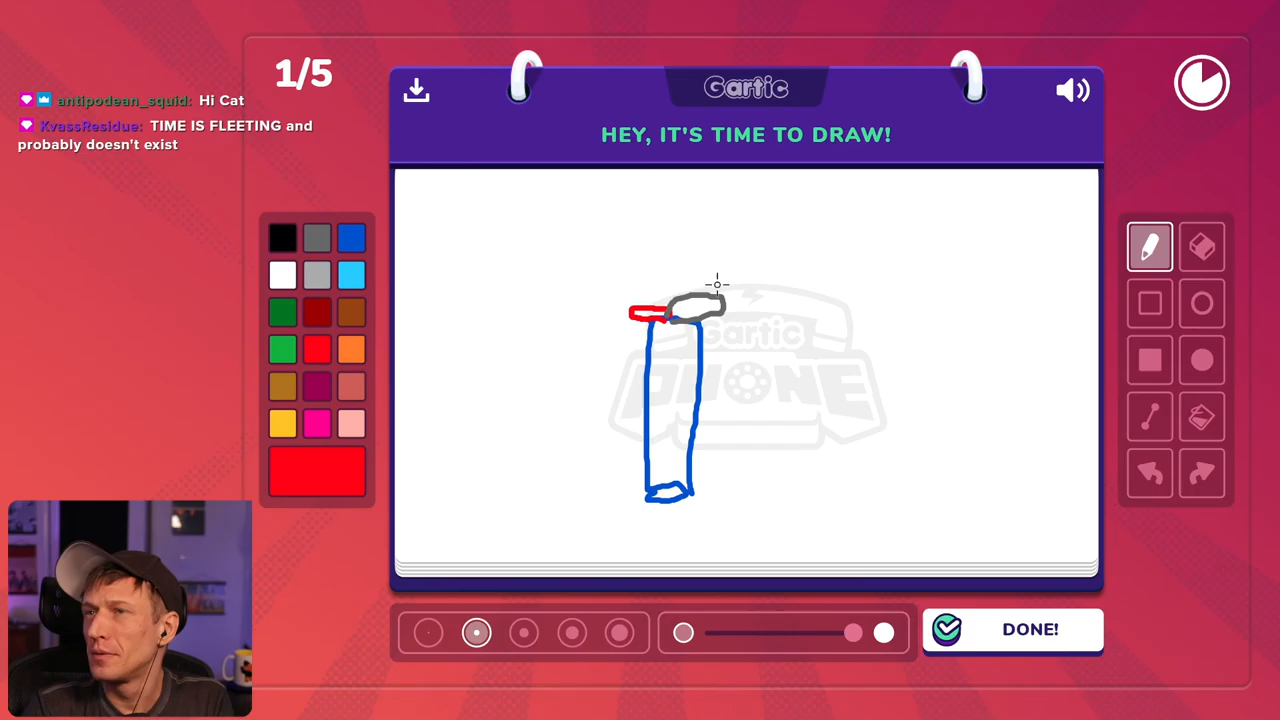 1/5
Gartic
HEY, IT'S TIME TO DRAW!
antipodean_squid: Hi Cat
KvassResidue: TIME IS FLEETING and
probably doesn't exist
Gartic
PHONE
DONE!